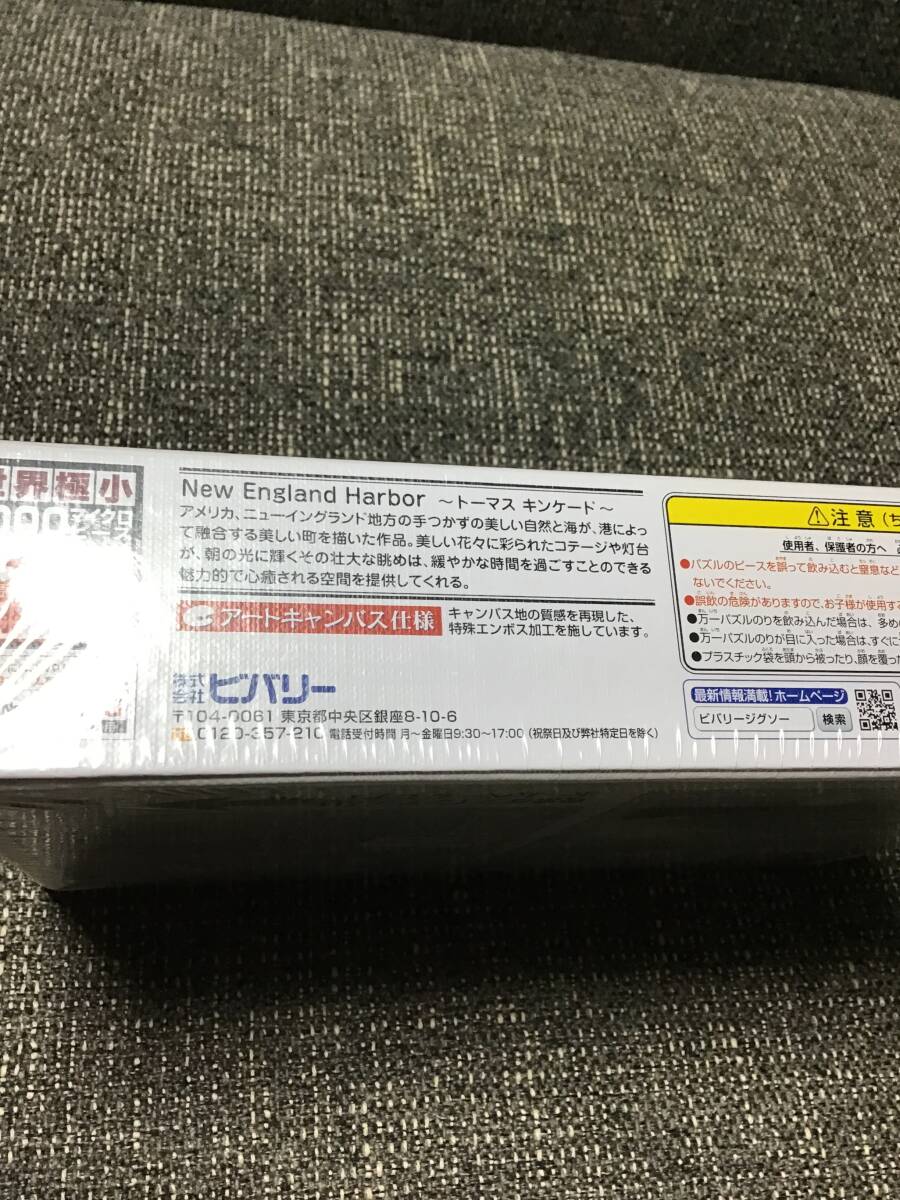 世界極小
New England Harbor ～トーマス キンケード～
アメリカ、ニューイングランド地方の手つかずの美しい自然と海が、港によっ
て融合する美しい町を描いた作品。美しい花々に彩られたコテージや灯台
が、朝の光に輝くその壮大な眺めは、緩やかな時間を過ごすことのできる
魅力的で心癒される空間を提供してくれる。
アートキャンバス仕様
キャンバス地の質感を再現した、
特殊エンボス加工を施しています。
株式会社 ビバリー
〒104-0061 東京都中央区銀座8-10-6
0120-357-210 電話受付時間 月～金曜日9:30～17:00 (祝祭日及び弊社特定日を除く)
⚠注意 (ち
使用者、保護者の方へ
●パズルのピースを誤って飲み込むと窒息など
ないでください。
●誤飲の危険がありますので、お子様が使用す
●万一パズルのりを飲み込んだ場合は、多め
●万一パズルのりが目に入った場合は、すぐに
●プラスチック袋を頭から被ったり、顔を覆った
最新情報満載!ホームページ
ビバリージグソー 検索